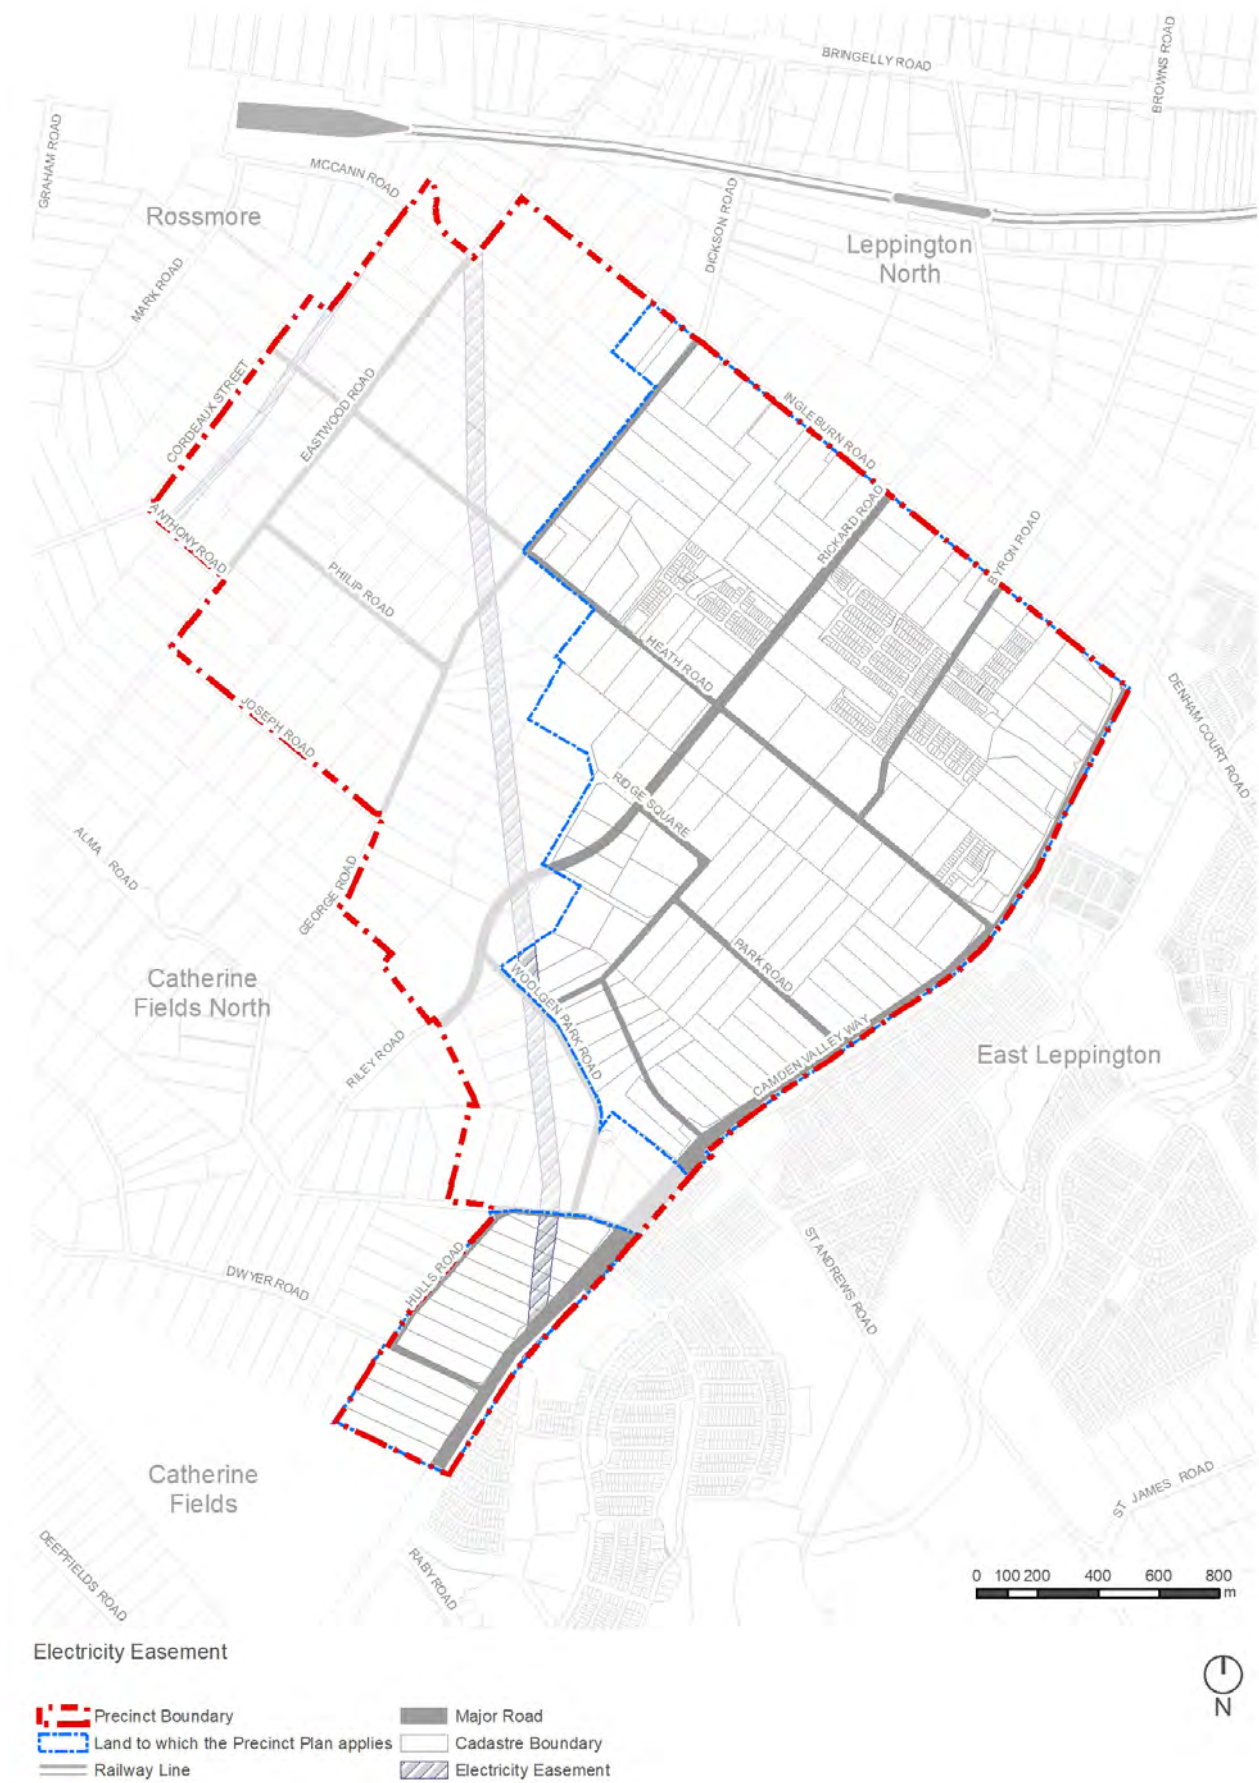 BRINGELLY ROAD
BROWNS ROAD
GRAHAM ROAD
MCCANN ROAD
Rossmore
DICKSON ROAD
Leppington
North
MARK ROAD
CORDEAUX STREET
EASTWOOD ROAD
INGLEBURN ROAD
RICKARD ROAD
ANTHONY ROAD
BYRON ROAD
PHILIP ROAD
HEATH ROAD
DENHAM COURT ROAD
JOSEPH ROAD
RIDGE SQUARE
ALMA ROAD
GEORGE ROAD
PARK ROAD
Catherine
Fields North
WOOLGEN PARK ROAD
RILEY ROAD
CAMDEN VALLEY WAY
East Leppington
ST ANDREWS ROAD
HULLS ROAD
DWYER ROAD
Catherine
Fields
ST JAMES ROAD
DEEPFIELDS ROAD
RABY ROAD
0 100 200 400 600 800
m
Electricity Easement
N
Precinct Boundary
Major Road
Land to which the Precinct Plan applies
Cadastre Boundary
Railway Line
Electricity Easement